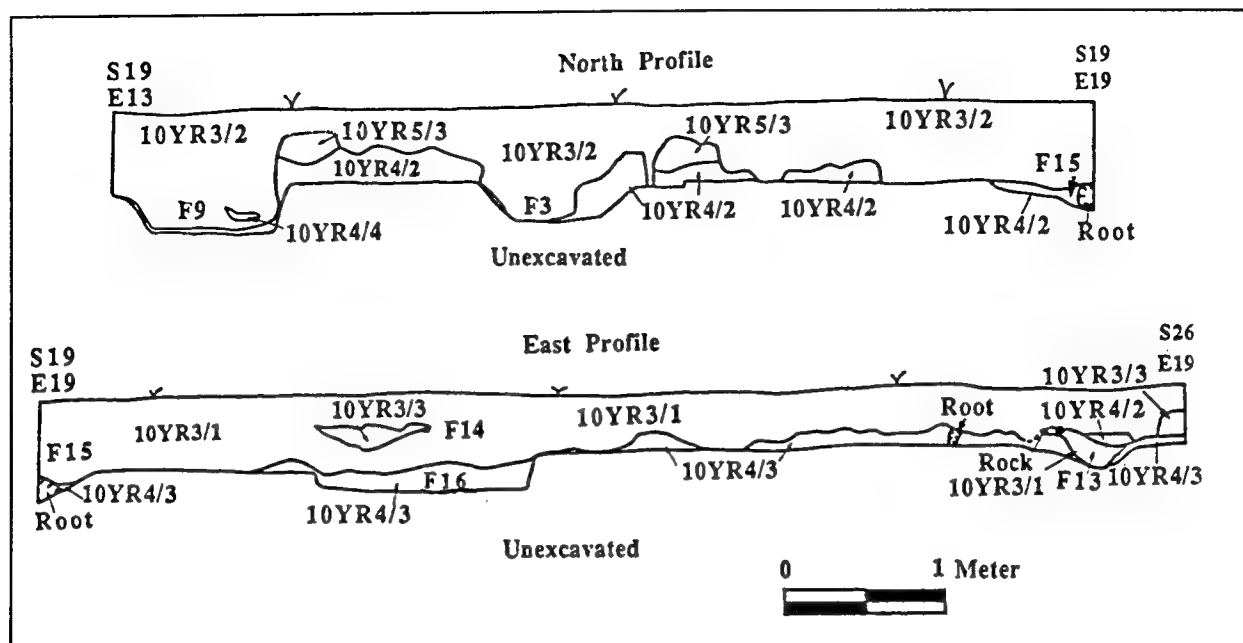 North Profile
S19
E13
S19
E19
10YR3/2
10YR5/3
10YR4/2
10YR3/2
10YR5/3
10YR3/2
F9
10YR4/4
F3
10YR4/2
10YR4/2
F15
10YR4/2
Root
Unexcavated
East Profile
S19
E19
S26
E19
10YR3/3
10YR3/1
10YR3/3
F14
10YR3/1
Root
10YR4/2
F15
10YR4/3
Root
F16
10YR4/3
10YR4/3
Rock
10YR3/1
F13
10YR4/3
Unexcavated
0 1 Meter